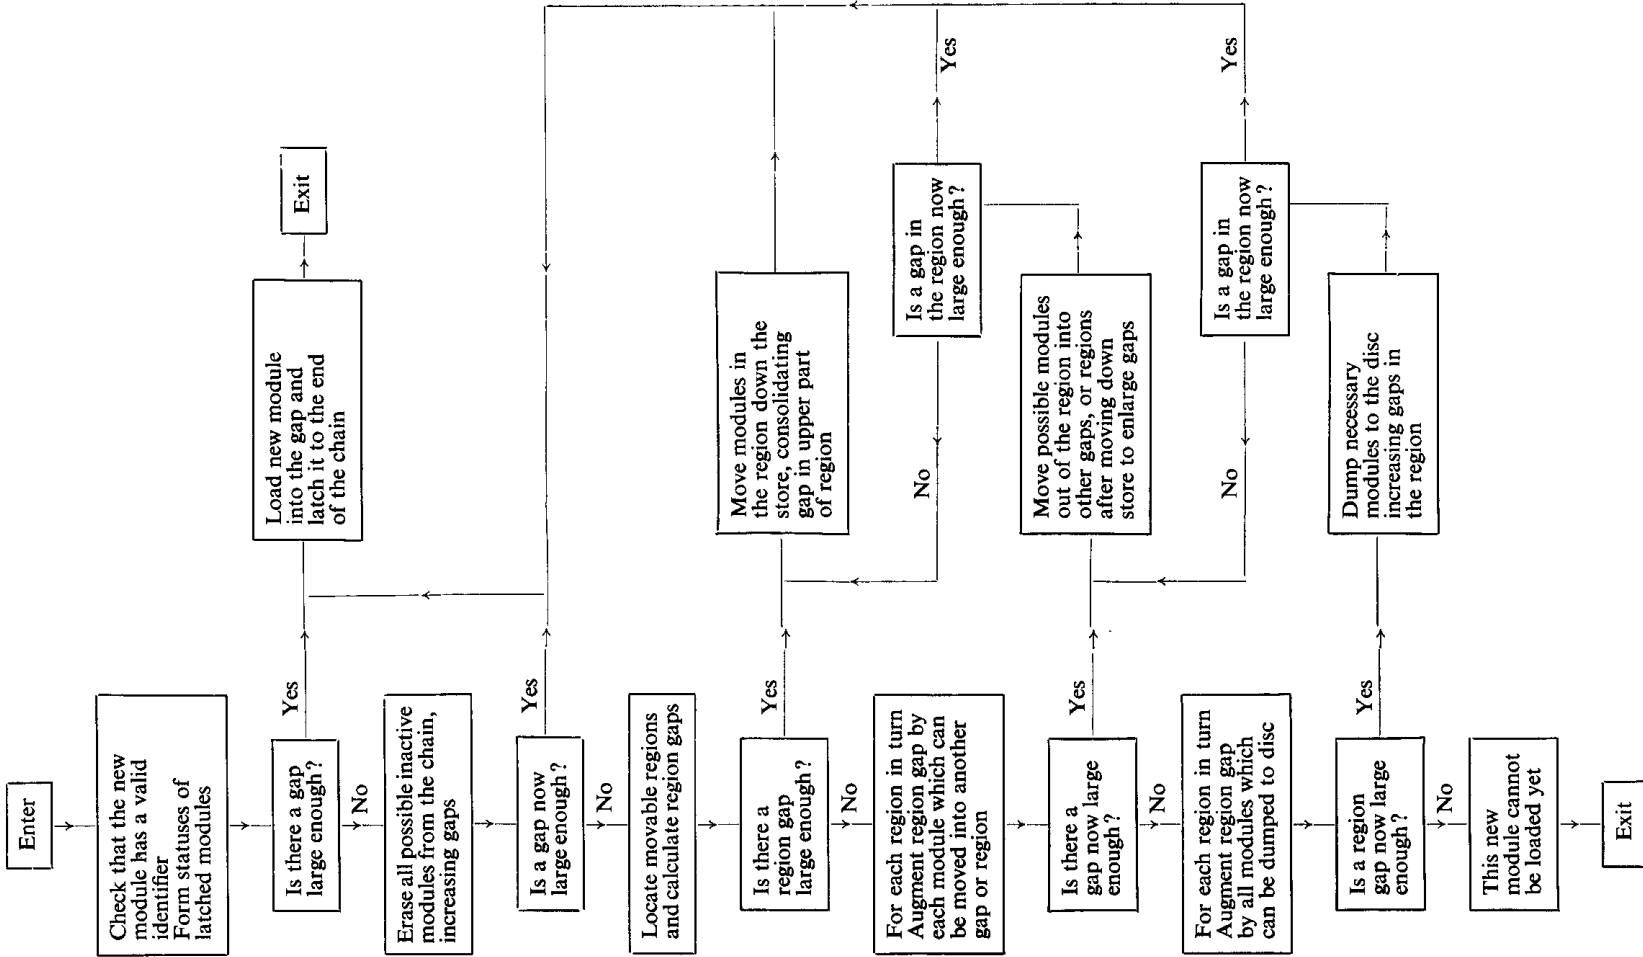 Enter
Check that the new
module has a valid
identifier
Form statuses of
latched modules
Is there a gap
large enough?
Yes
Load new module
into the gap and
latch it to the end
of the chain
Exit
No
Erase all possible inactive
modules from the chain,
increasing gaps
Is a gap now
large enough?
Yes
No
Locate movable regions
and calculate region gaps
Is there a
region gap
large enough?
Yes
Move modules in
the region down the
store, consolidating
gap in upper part
of region
No
For each region in turn
Augment region gap by
each module which can
be moved into another
gap or region
No
Is a gap in
the region now
large enough?
Yes
Is there a
gap now large
enough?
Yes
Move possible modules
out of the region into
other gaps, or regions
after moving down
store to enlarge gaps
No
For each region in turn
Augment region gap
by all modules which
can be dumped to disc
No
Is a gap in
the region now
large enough?
Yes
Is a region
gap now large
enough?
Yes
Dump necessary
modules to the disc
increasing gaps in
the region
No
This new
module cannot
be loaded yet
Exit